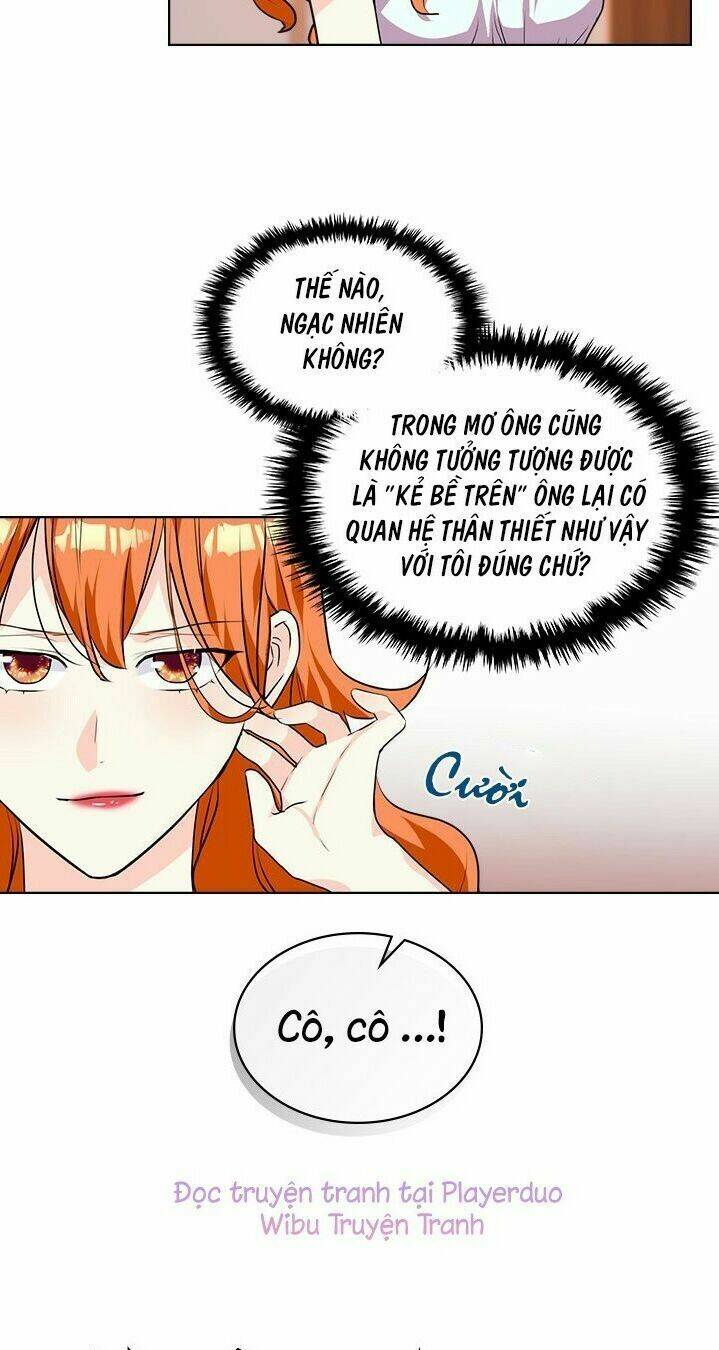 THẾ NÀO,
NGẠC NHIÊN
KHÔNG?
TRONG MƠ ÔNG CŨNG
KHÔNG TƯỞNG TƯỢNG ĐƯỢC
LÀ "KẺ BỀ TRÊN" ÔNG LẠI CÓ
QUAN HỆ THÂN THIẾT NHƯ VẬY
VỚI TÔI ĐÚNG CHỨ?
Cười
Cô, cô ...!
Đọc truyện tranh tại Playerduo
Wibu Truyện Tranh